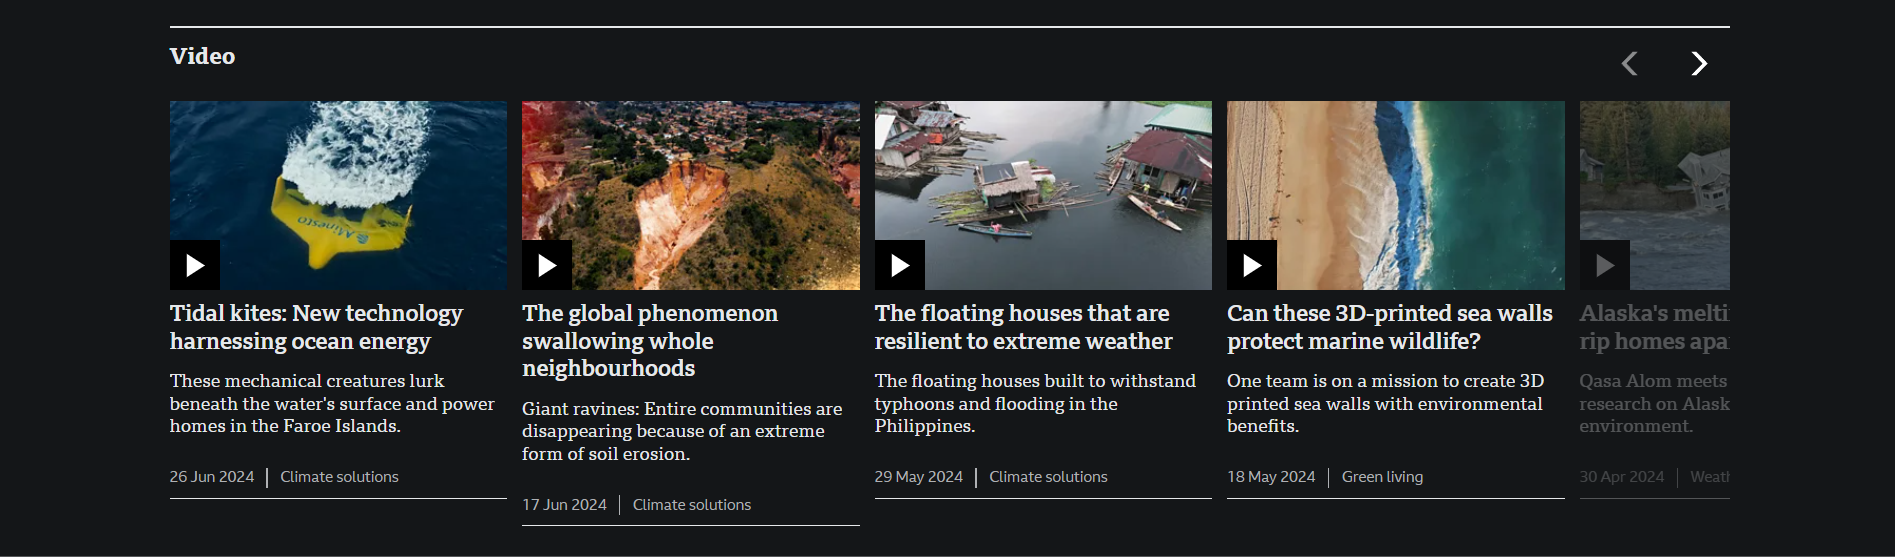 Video
Minesto
Tidal kites: New technology
harnessing ocean energy
These mechanical creatures lurk
beneath the water's surface and power
homes in the Faroe Islands.
26 Jun 2024 | Climate solutions
The global phenomenon
swallowing whole
neighbourhoods
Giant ravines: Entire communities are
disappearing because of an extreme
form of soil erosion.
17 Jun 2024 | Climate solutions
The floating houses that are
resilient to extreme weather
The floating houses built to withstand
typhoons and flooding in the
Philippines.
29 May 2024 | Climate solutions
Can these 3D-printed sea walls
protect marine wildlife?
One team is on a mission to create 3D
printed sea walls with environmental
benefits.
18 May 2024 | Green living
Alaska's melti
rip homes apa
Qasa Alom meets
research on Alask
environment.
30 Apr 2024 | Weath